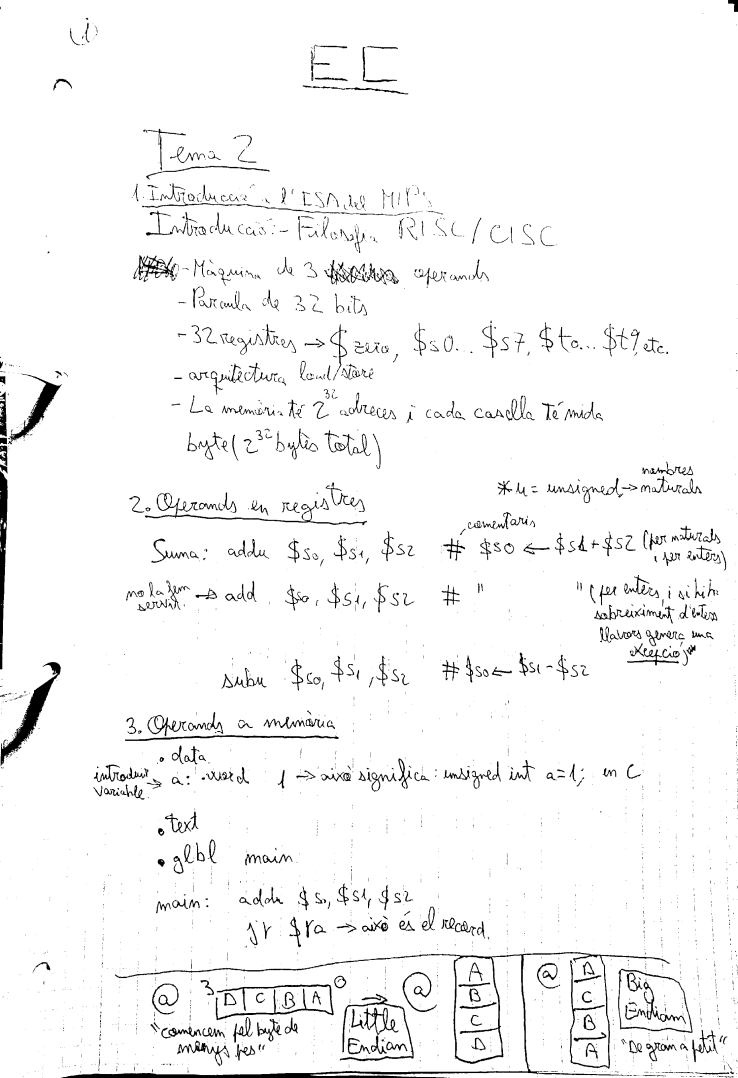 (1)
EC
Tema 2
1. Introducció a l'ISA del MIPS
Introducció:- Filosofia RISC/CISC
- Màquina de 3 operands
- Paraula de 32 bits
- 32 registres → $zero, $s0... $s7, $t0... $t9, etc.
- arquitectura load/store
- La memòria té 2^32 adreces i cada casella té mida
byte (2^32 bytes total)
* u = unsigned → nombres naturals
2. Operands en registres
Suma: addu $s0, $s1, $s2 # comentaris $s0 ← $s1+$s2 (per naturals i per enters)
no la fem servir. → add $s0, $s1, $s2 # " " (per enters, i si hi ha
sobreiximent d'enters
llavors genera una
excepció)
subu $s0, $s1, $s2 # $s0 ← $s1-$s2
3. Operands a memòria
.data
introduir variable → a: .word 1 → això significa: unsigned int a=1; en C
.text
.glbl main
main: addu $s0, $s1, $s2
jr $ra → això és el record.
@ 3 D C B A 0 → @ A B C D
"comencem pel byte de
menys pes"
Little
Endian
@ D C B A
Big
Endian
"De gran a petit"